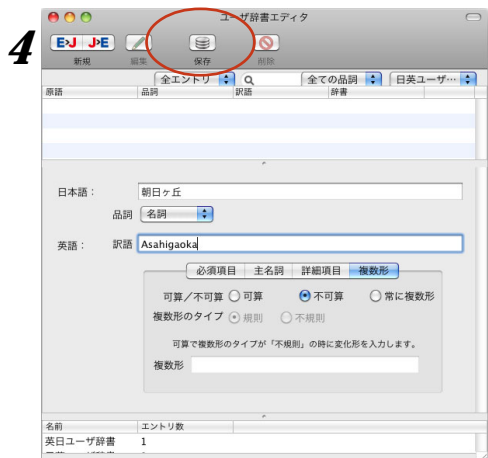 4
ユーザ辞書エディタ
E›J J›E
新規 編集 保存 削除
全エントリ 全ての品詞 日英ユーザ…
原語 品詞 訳語 辞書
日本語： 朝日ヶ丘
品詞 名詞
英語： 訳語 Asahigaoka
必須項目 主名詞 詳細項目 複数形
可算／不可算 可算 不可算 常に複数形
複数形のタイプ 規則 不規則
可算で複数形のタイプが「不規則」の時に変化形を入力します。
複数形
名前 エントリ数
英日ユーザ辞書 1